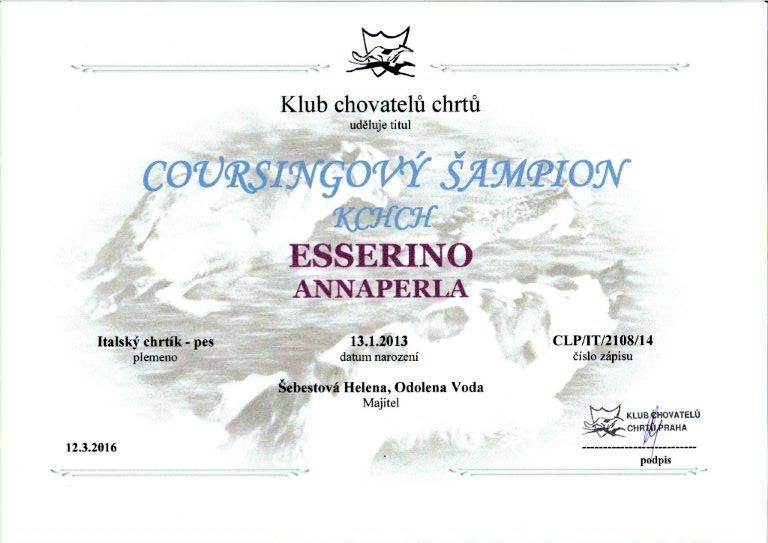 Klub chovatelů chrtů
uděluje titul
COURSINGOVÝ ŠAMPION
KCHCH
ESSERINO
ANNAPERLA
Italský chrtík - pes
plemeno
13.1.2013
datum narození
CLP/IT/2108/14
číslo zápisu
Šebestová Helena, Odolena Voda
Majitel
KLUB CHOVATELŮ
CHRTŮ PRAHA
12.3.2016
podpis